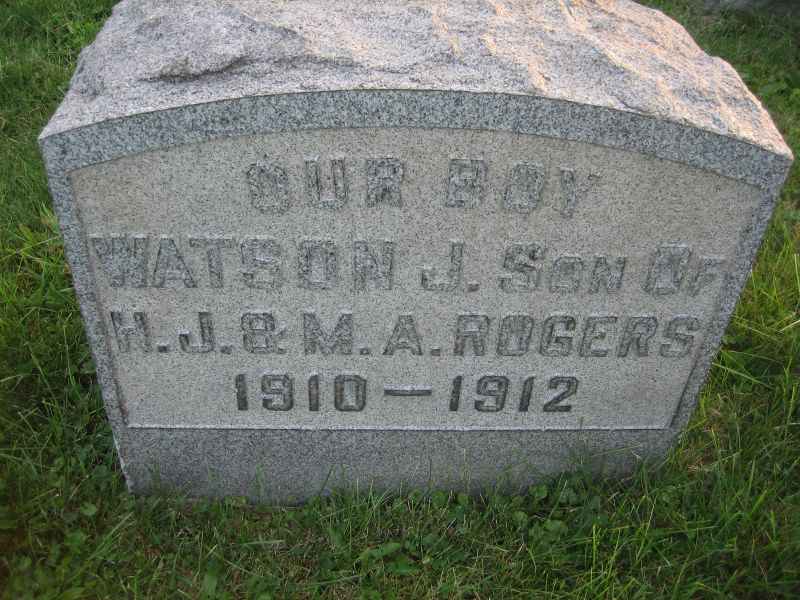 OUR BOY
WATSON J. SON OF
H. J. & M. A. ROGERS
1910 — 1912